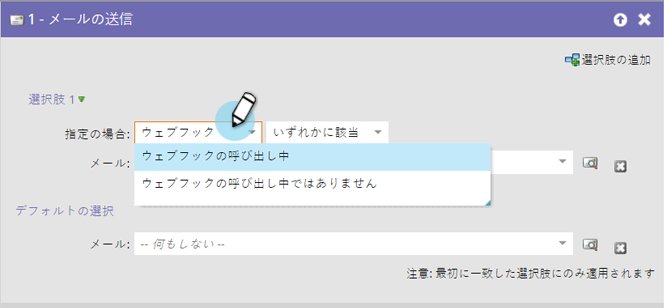 1 - メールの送信
選択肢の追加
選択肢 1
指定の場合: ウェブフック いずれかに該当
ウェブフックの呼び出し中
メール:
ウェブフックの呼び出し中ではありません
デフォルトの選択
メール: -- 何もしない --
注意: 最初に一致した選択肢にのみ適用されます